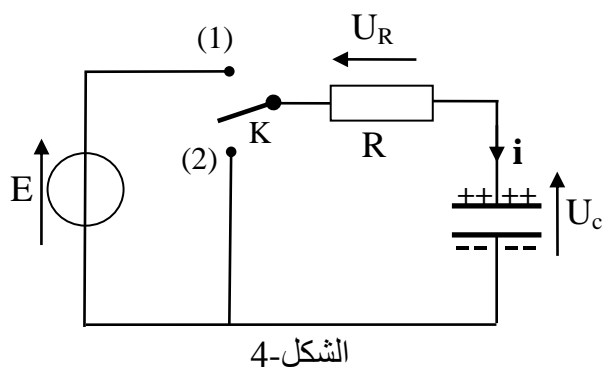 U_R
(1)
K
R
i
(2)
E
++ ++
-- --
U_c
الشكل-4